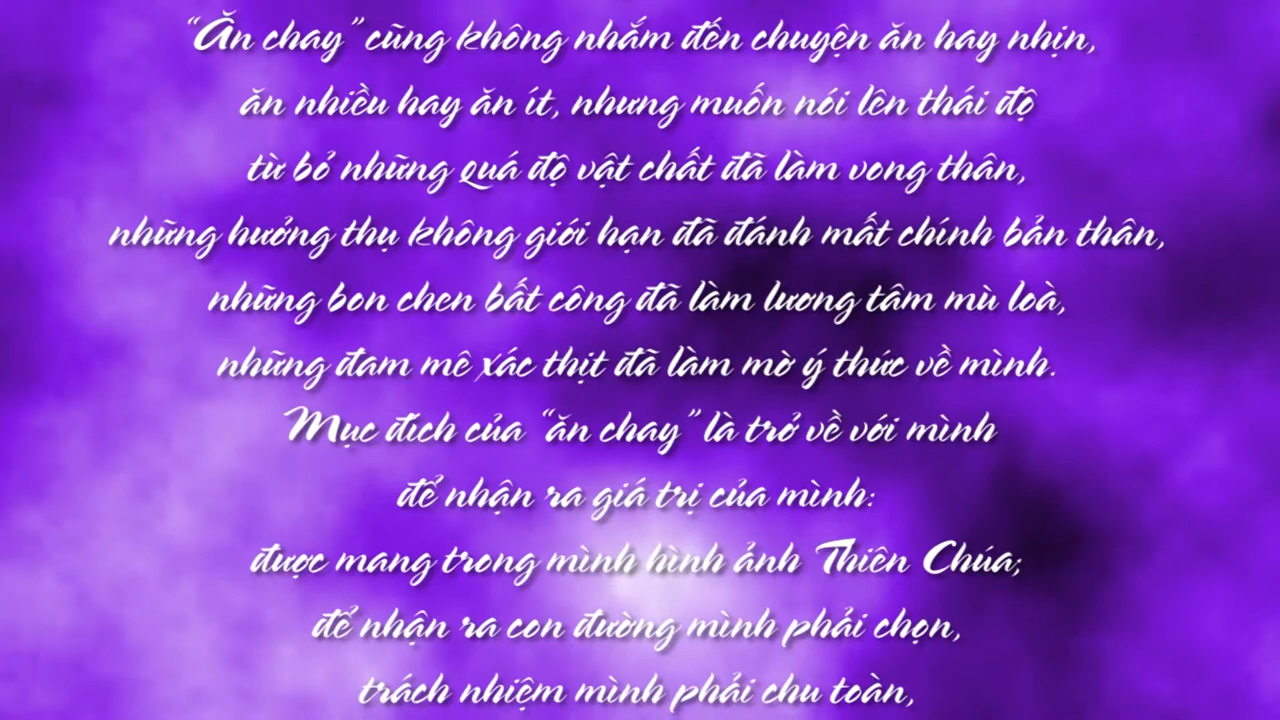 “Ăn chay” cũng không nhắm đến chuyện ăn hay nhịn,
ăn nhiều hay ăn ít, nhưng muốn nói lên thái độ
từ bỏ những quá độ vật chất đã làm vong thân,
những hưởng thụ không giới hạn đã đánh mất chính bản thân,
những bon chen bất công đã làm lương tâm mù loà,
những đam mê xác thịt đã làm mờ ý thức về mình.
Mục đích của “ăn chay” là trở về với mình
để nhận ra giá trị của mình:
được mang trong mình hình ảnh Thiên Chúa;
để nhận ra con đường mình phải chọn,
trách nhiệm mình phải chu toàn,